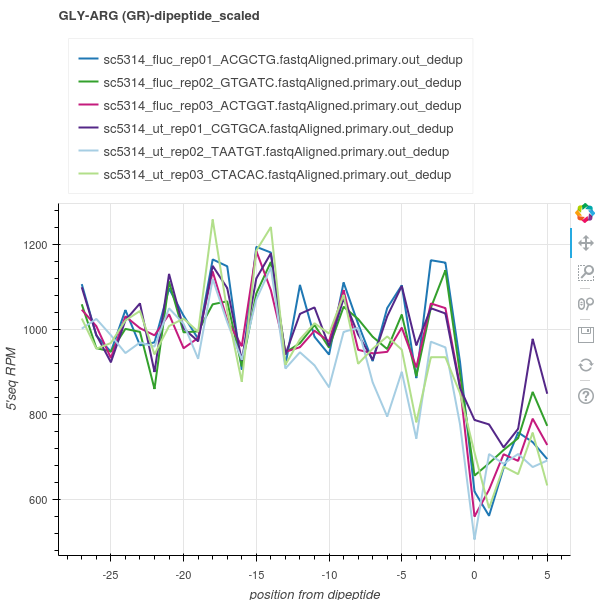 GLY-ARG (GR)-dipeptide_scaled
sc5314_fluc_rep01_ACGCTG.fastqAligned.primary.out_dedup
sc5314_fluc_rep02_GTGATC.fastqAligned.primary.out_dedup
sc5314_fluc_rep03_ACTGGT.fastqAligned.primary.out_dedup
sc5314_ut_rep01_CGTGCA.fastqAligned.primary.out_dedup
sc5314_ut_rep02_TAATGT.fastqAligned.primary.out_dedup
sc5314_ut_rep03_CTACAC.fastqAligned.primary.out_dedup
1200
1000
800
600
5'seq RPM
-25 -20 -15 -10 -5 0 5
position from dipeptide